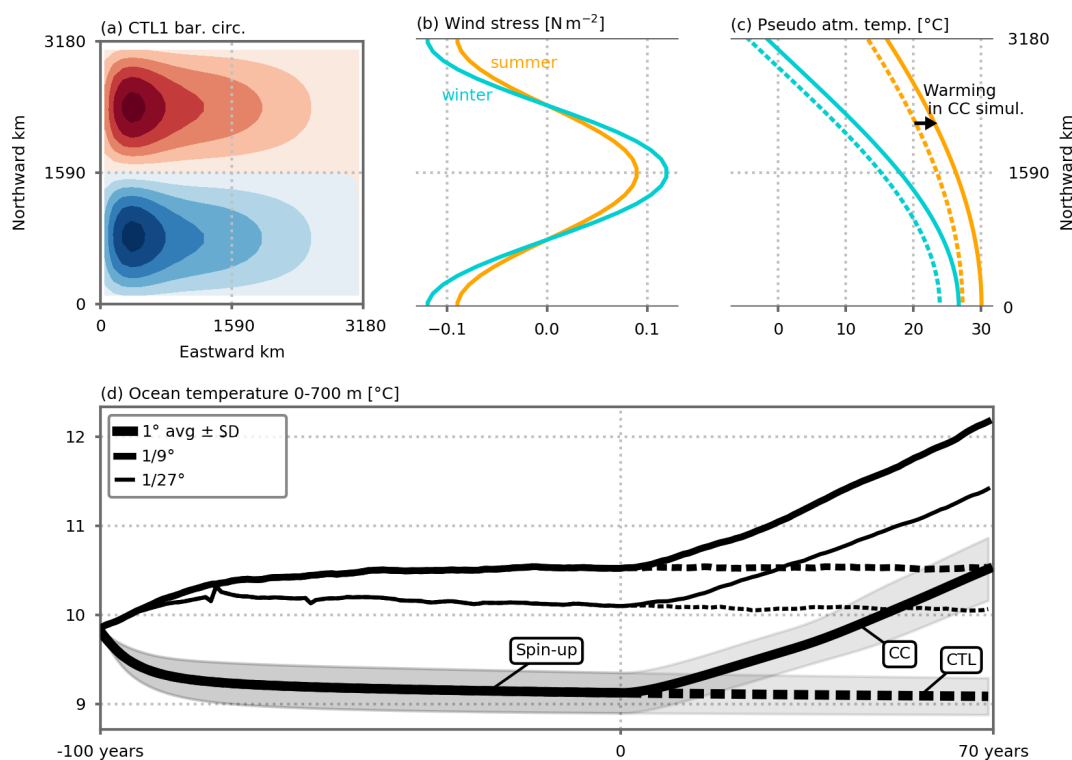 (a) CTL1 bar. circ.
3180
1590
0
Northward km
0
1590
3180
Eastward km
(b) Wind stress [N m⁻²]
summer
winter
−0.1
0.0
0.1
(c) Pseudo atm. temp. [°C]
3180
Warming
in CC simul.
1590
0
Northward km
0
10
20
30
(d) Ocean temperature 0-700 m [°C]
1° avg ± SD
1/9°
1/27°
12
11
10
9
Spin-up
CC
CTL
-100 years
0
70 years